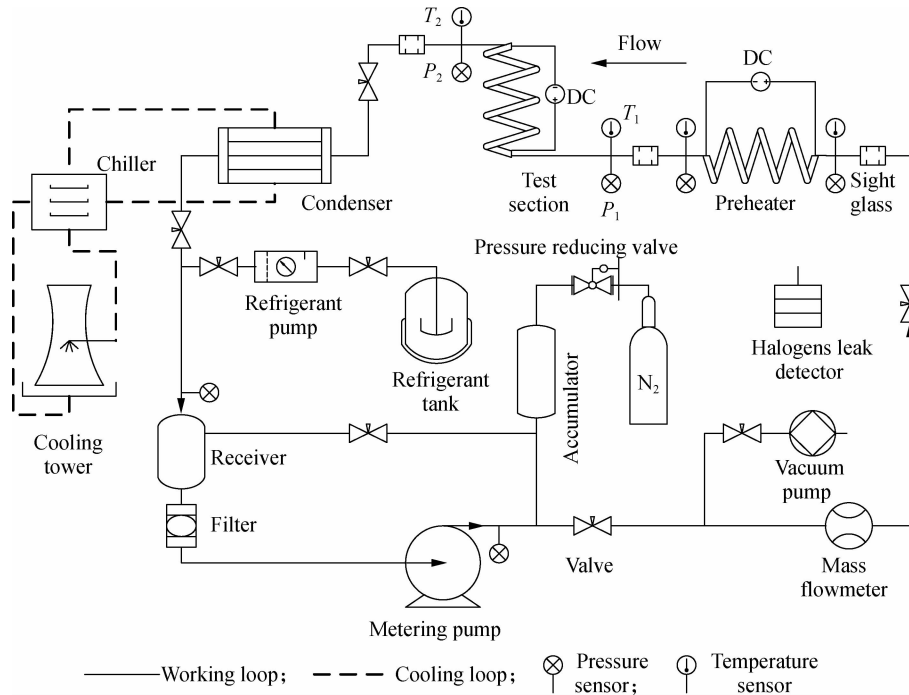 T2
Flow
DC
P2
DC
T1
Chiller
Condenser
Test
section
P1
Preheater
Sight
glass
Pressure reducing valve
Refrigerant
pump
Halogens leak
detector
Refrigerant
tank
Accumulator
N2
Cooling
tower
Receiver
Vacuum
pump
Filter
Valve
Mass
flowmeter
Metering pump
Working loop;
Cooling loop;
Pressure
sensor;
Temperature
sensor